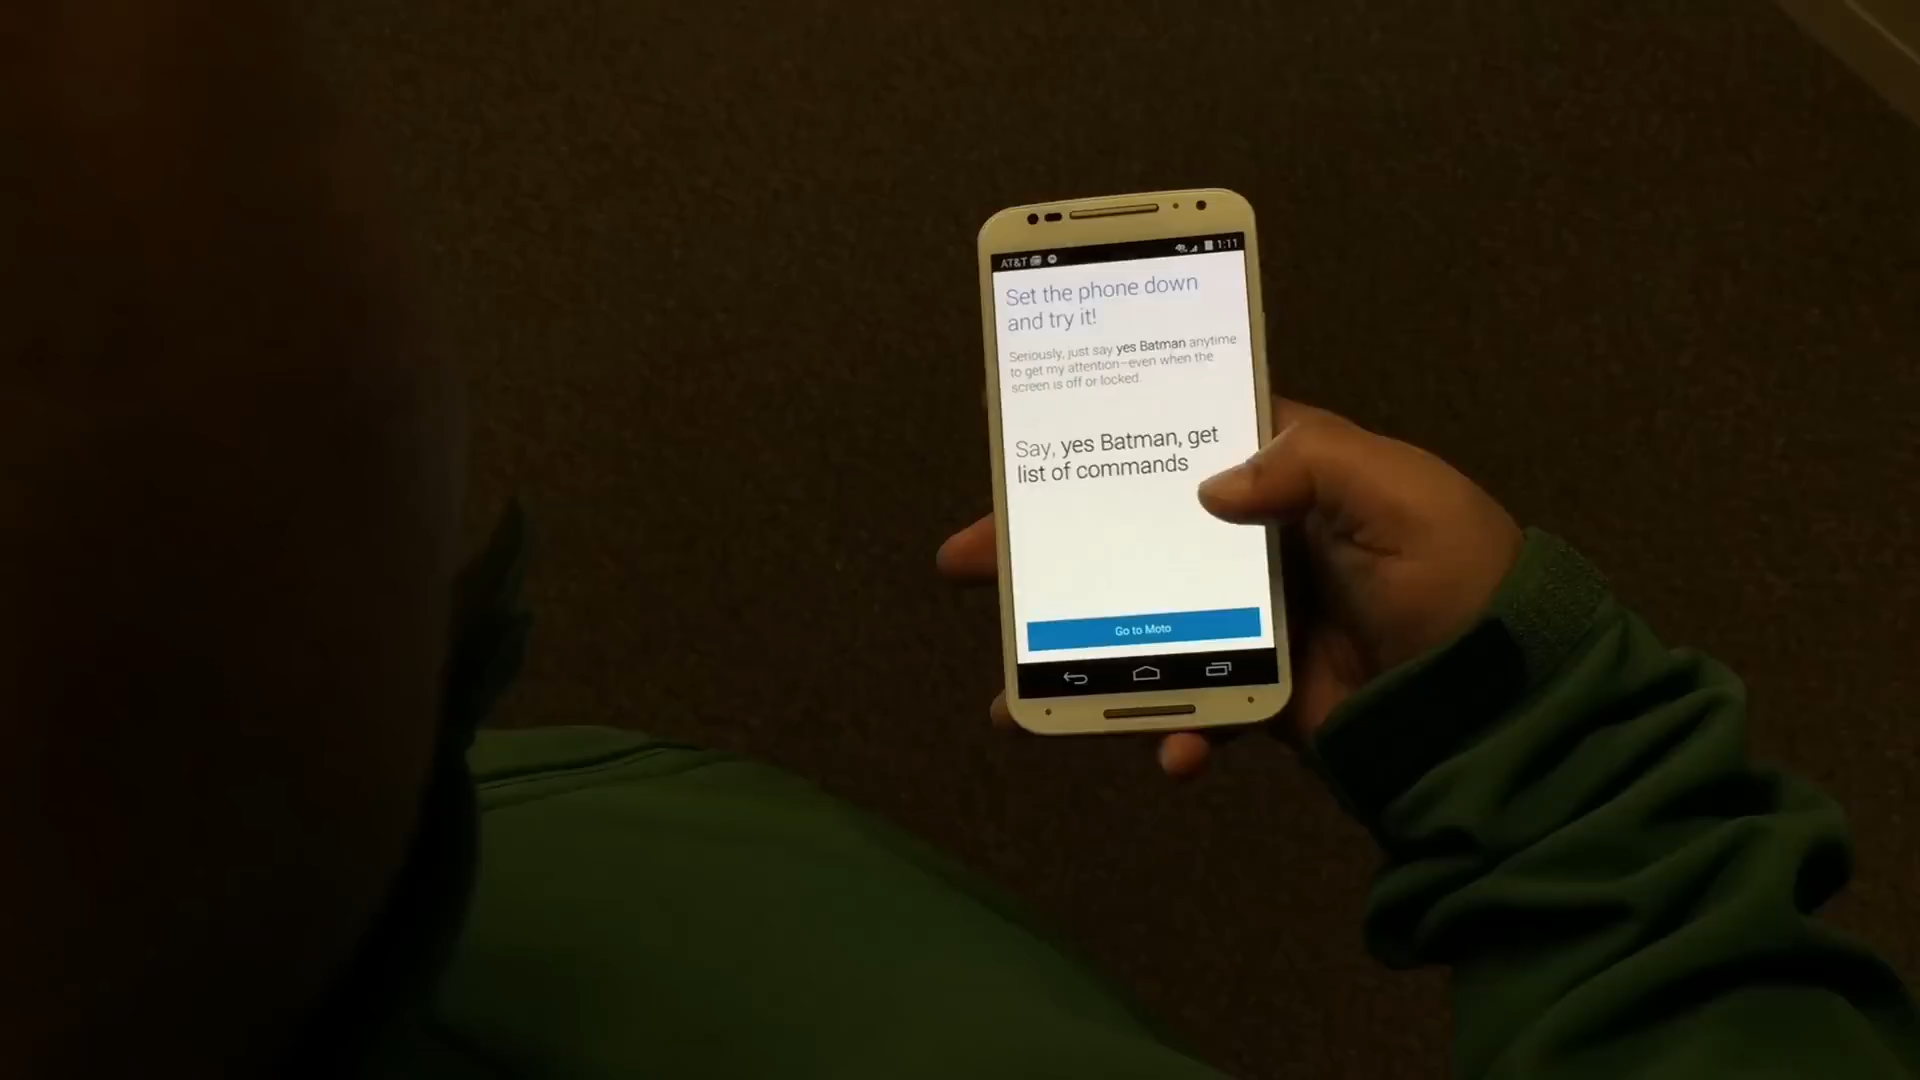 AT&T 4G 1:11
Set the phone down
and try it!
Seriously, just say yes Batman anytime
to get my attention–even when the
screen is off or locked.
Say, yes Batman, get
list of commands
Go to Moto